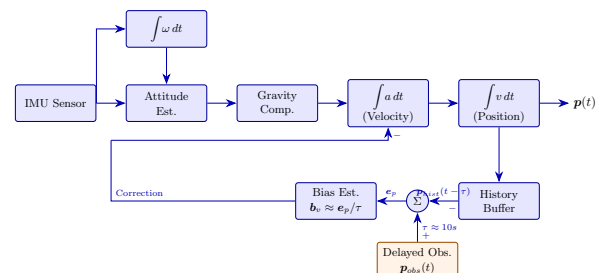 ∫ω dt
IMU Sensor
Attitude
Est.
Gravity
Comp.
∫a dt
(Velocity)
∫v dt
(Position)
p(t)
−
Correction
Bias Est.
b_v ≈ e_p/τ
e_p
Σ
p_hist(t − τ)
−
History
Buffer
τ ≈ 10s
+
Delayed Obs.
p_obs(t)